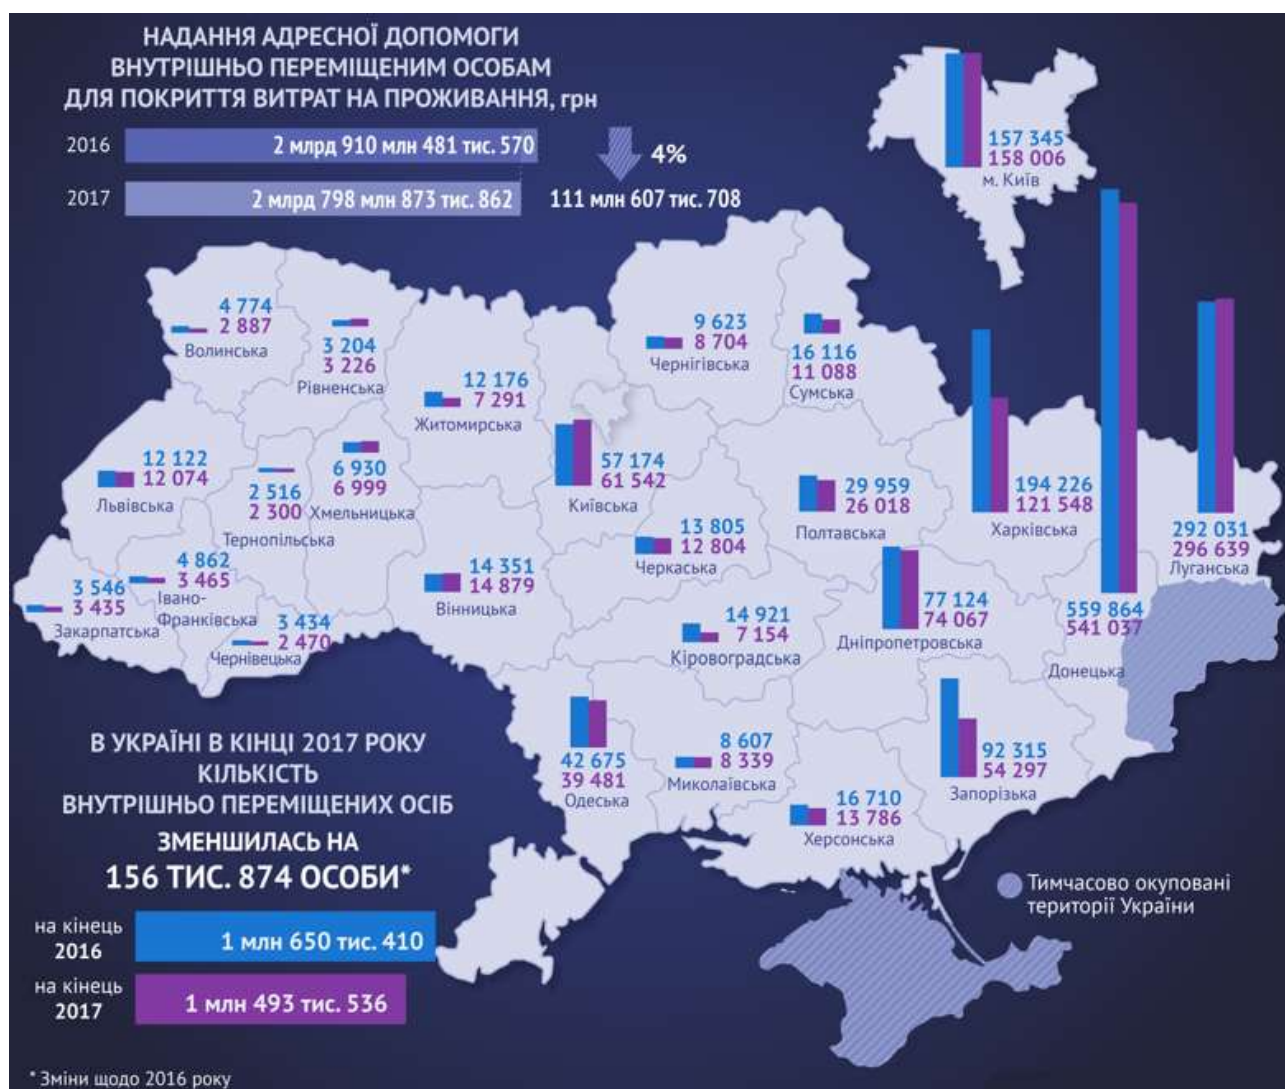 НАДАННЯ АДРЕСНОЇ ДОПОМОГИ
ВНУТРІШНЬО ПЕРЕМІЩЕНИМ ОСОБАМ
ДЛЯ ПОКРИТТЯ ВИТРАТ НА ПРОЖИВАННЯ, грн
2016 2 млрд 910 млн 481 тис. 570
4%
2017 2 млрд 798 млн 873 тис. 862
111 млн 607 тис. 708
157 345
158 006
м. Київ
4 774
2 887
Волинська
3 204
3 226
Рівненська
12 176
7 291
Житомирська
9 623
8 704
Чернігівська
16 116
11 088
Сумська
12 122
12 074
Львівська
2 516
2 300
Тернопільська
6 930
6 999
Хмельницька
57 174
61 542
Київська
13 805
12 804
Черкаська
29 959
26 018
Полтавська
194 226
121 548
Харківська
292 031
296 639
Луганська
3 546
3 435
Закарпатська
4 862
3 465
Івано-
Франківська
3 434
2 470
Чернівецька
14 351
14 879
Вінницька
14 921
7 154
Кіровоградська
77 124
74 067
Дніпропетровська
559 864
541 037
Донецька
42 675
39 481
Одеська
8 607
8 339
Миколаївська
16 710
13 786
Херсонська
92 315
54 297
Запорізька
В УКРАЇНІ В КІНЦІ 2017 РОКУ
КІЛЬКІСТЬ
ВНУТРІШНЬО ПЕРЕМІЩЕНИХ ОСІБ
ЗМЕНШИЛАСЬ НА
156 ТИС. 874 ОСОБИ*
на кінець
2016
1 млн 650 тис. 410
на кінець
2017
1 млн 493 тис. 536
Тимчасово окуповані
території України
* Зміни щодо 2016 року